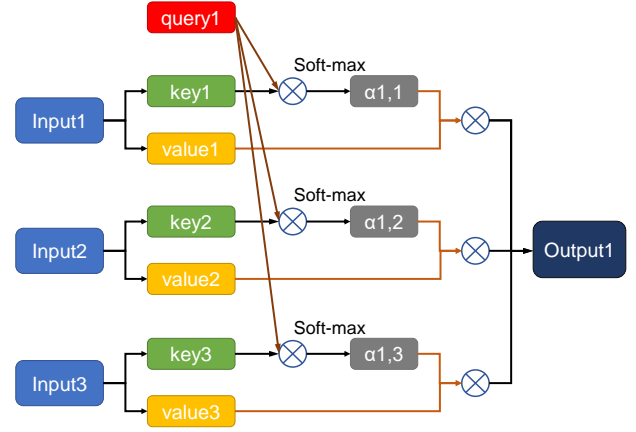 query1
Soft-max
key1
α1,1
Input1
value1
Soft-max
key2
α1,2
Input2
value2
Output1
Soft-max
key3
α1,3
Input3
value3